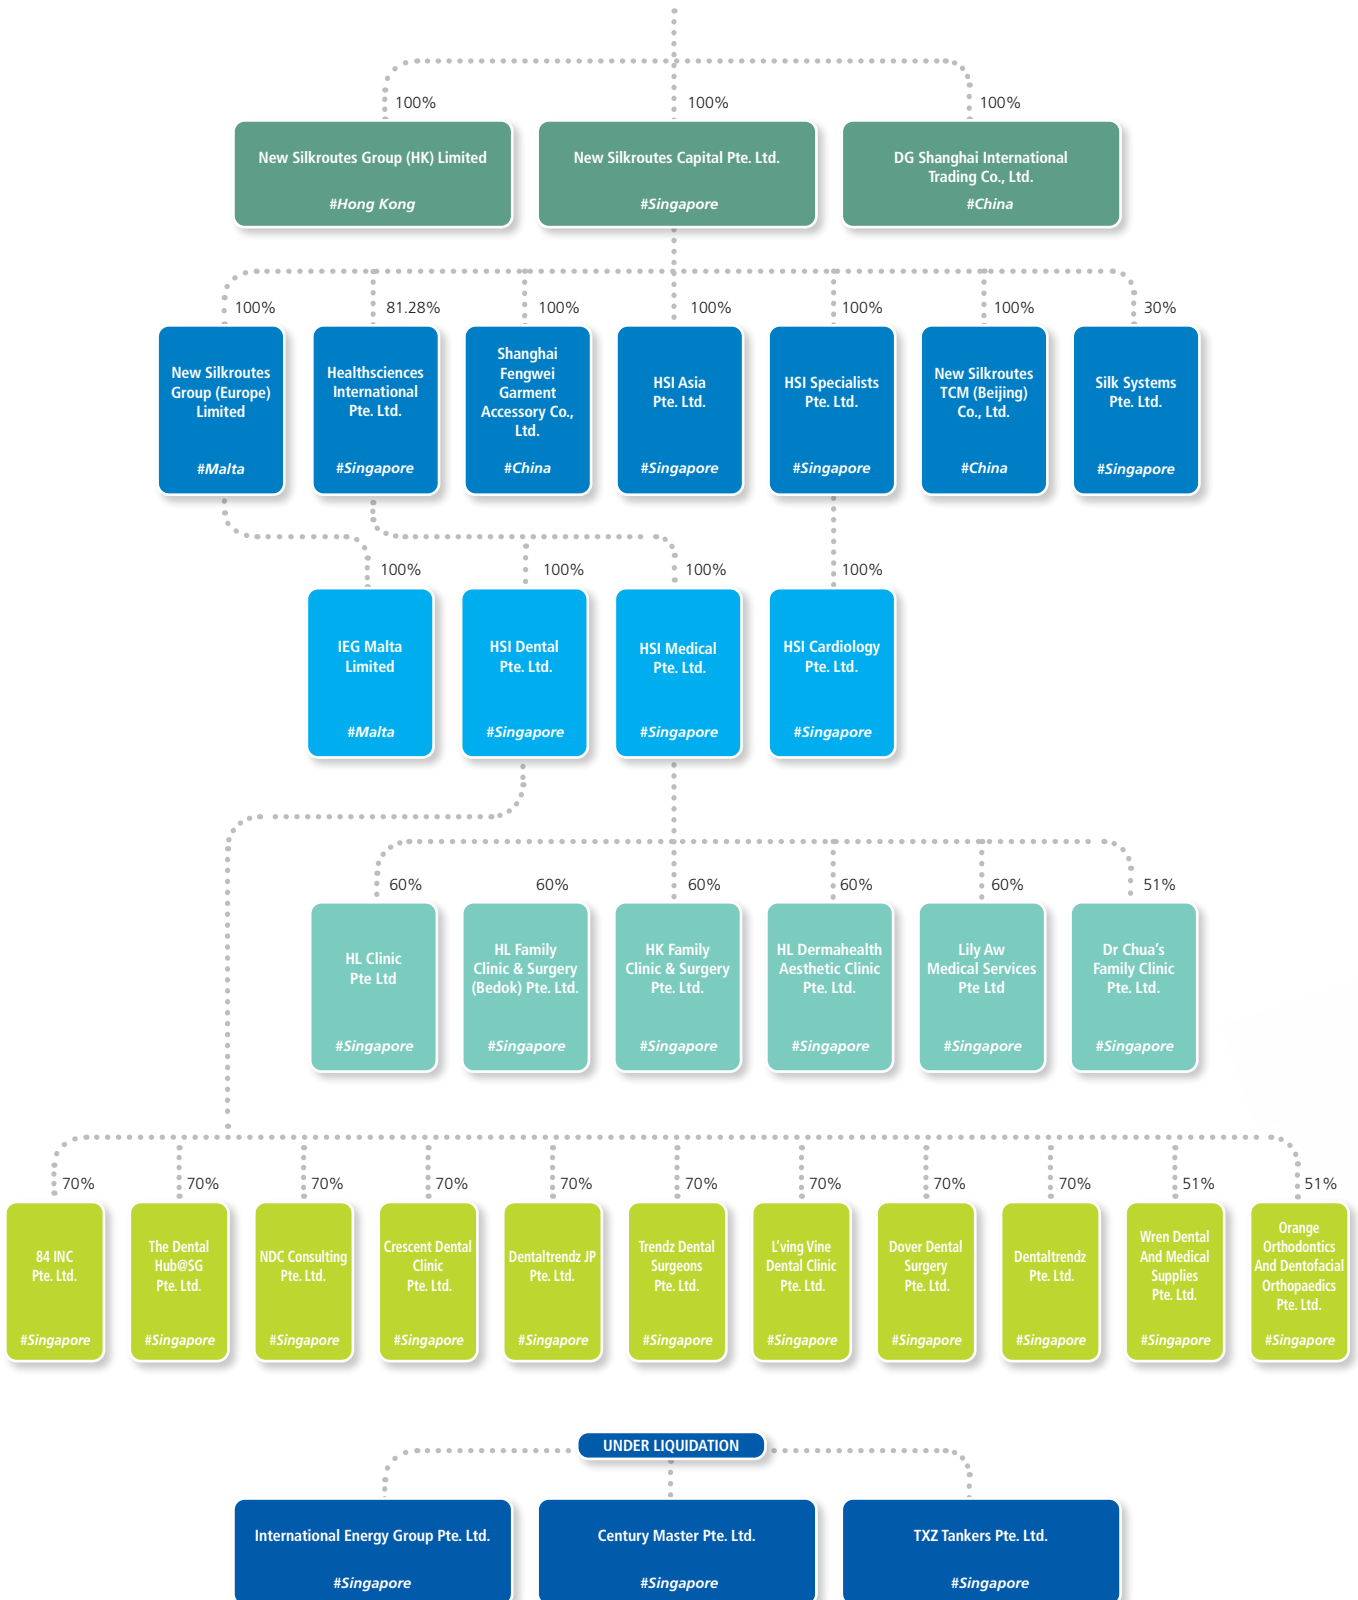 100%
100%
100%
New Silkroutes Group (HK) Limited
#Hong Kong
New Silkroutes Capital Pte. Ltd.
#Singapore
DG Shanghai International
Trading Co., Ltd.
#China
100%
81.28%
100%
100%
100%
100%
30%
New Silkroutes
Group (Europe)
Limited
#Malta
Healthsciences
International
Pte. Ltd.
#Singapore
Shanghai
Fengwei
Garment
Accessory Co.,
Ltd.
#China
HSI Asia
Pte. Ltd.
#Singapore
HSI Specialists
Pte. Ltd.
#Singapore
New Silkroutes
TCM (Beijing)
Co., Ltd.
#China
Silk Systems
Pte. Ltd.
#Singapore
100%
100%
100%
100%
IEG Malta
Limited
#Malta
HSI Dental
Pte. Ltd.
#Singapore
HSI Medical
Pte. Ltd.
#Singapore
HSI Cardiology
Pte. Ltd.
#Singapore
60%
60%
60%
60%
60%
51%
HL Clinic
Pte Ltd
#Singapore
HL Family
Clinic & Surgery
(Bedok) Pte. Ltd.
#Singapore
HK Family
Clinic & Surgery
Pte. Ltd.
#Singapore
HL Dermahealth
Aesthetic Clinic
Pte. Ltd.
#Singapore
Lily Aw
Medical Services
Pte Ltd
#Singapore
Dr Chua's
Family Clinic
Pte. Ltd.
#Singapore
70%
70%
70%
70%
70%
70%
70%
70%
70%
51%
51%
84 INC
Pte. Ltd.
#Singapore
The Dental
Hub@SG
Pte. Ltd.
#Singapore
NDC Consulting
Pte. Ltd.
#Singapore
Crescent Dental
Clinic
Pte. Ltd.
#Singapore
Dentaltrendz JP
Pte. Ltd.
#Singapore
Trendz Dental
Surgeons
Pte. Ltd.
#Singapore
L'ving Vine
Dental Clinic
Pte. Ltd.
#Singapore
Dover Dental
Surgery
Pte. Ltd.
#Singapore
Dentaltrendz
Pte. Ltd.
#Singapore
Wren Dental
And Medical
Supplies
Pte. Ltd.
#Singapore
Orange
Orthodontics
And Dentofacial
Orthopaedics
Pte. Ltd.
#Singapore
UNDER LIQUIDATION
International Energy Group Pte. Ltd.
#Singapore
Century Master Pte. Ltd.
#Singapore
TXZ Tankers Pte. Ltd.
#Singapore